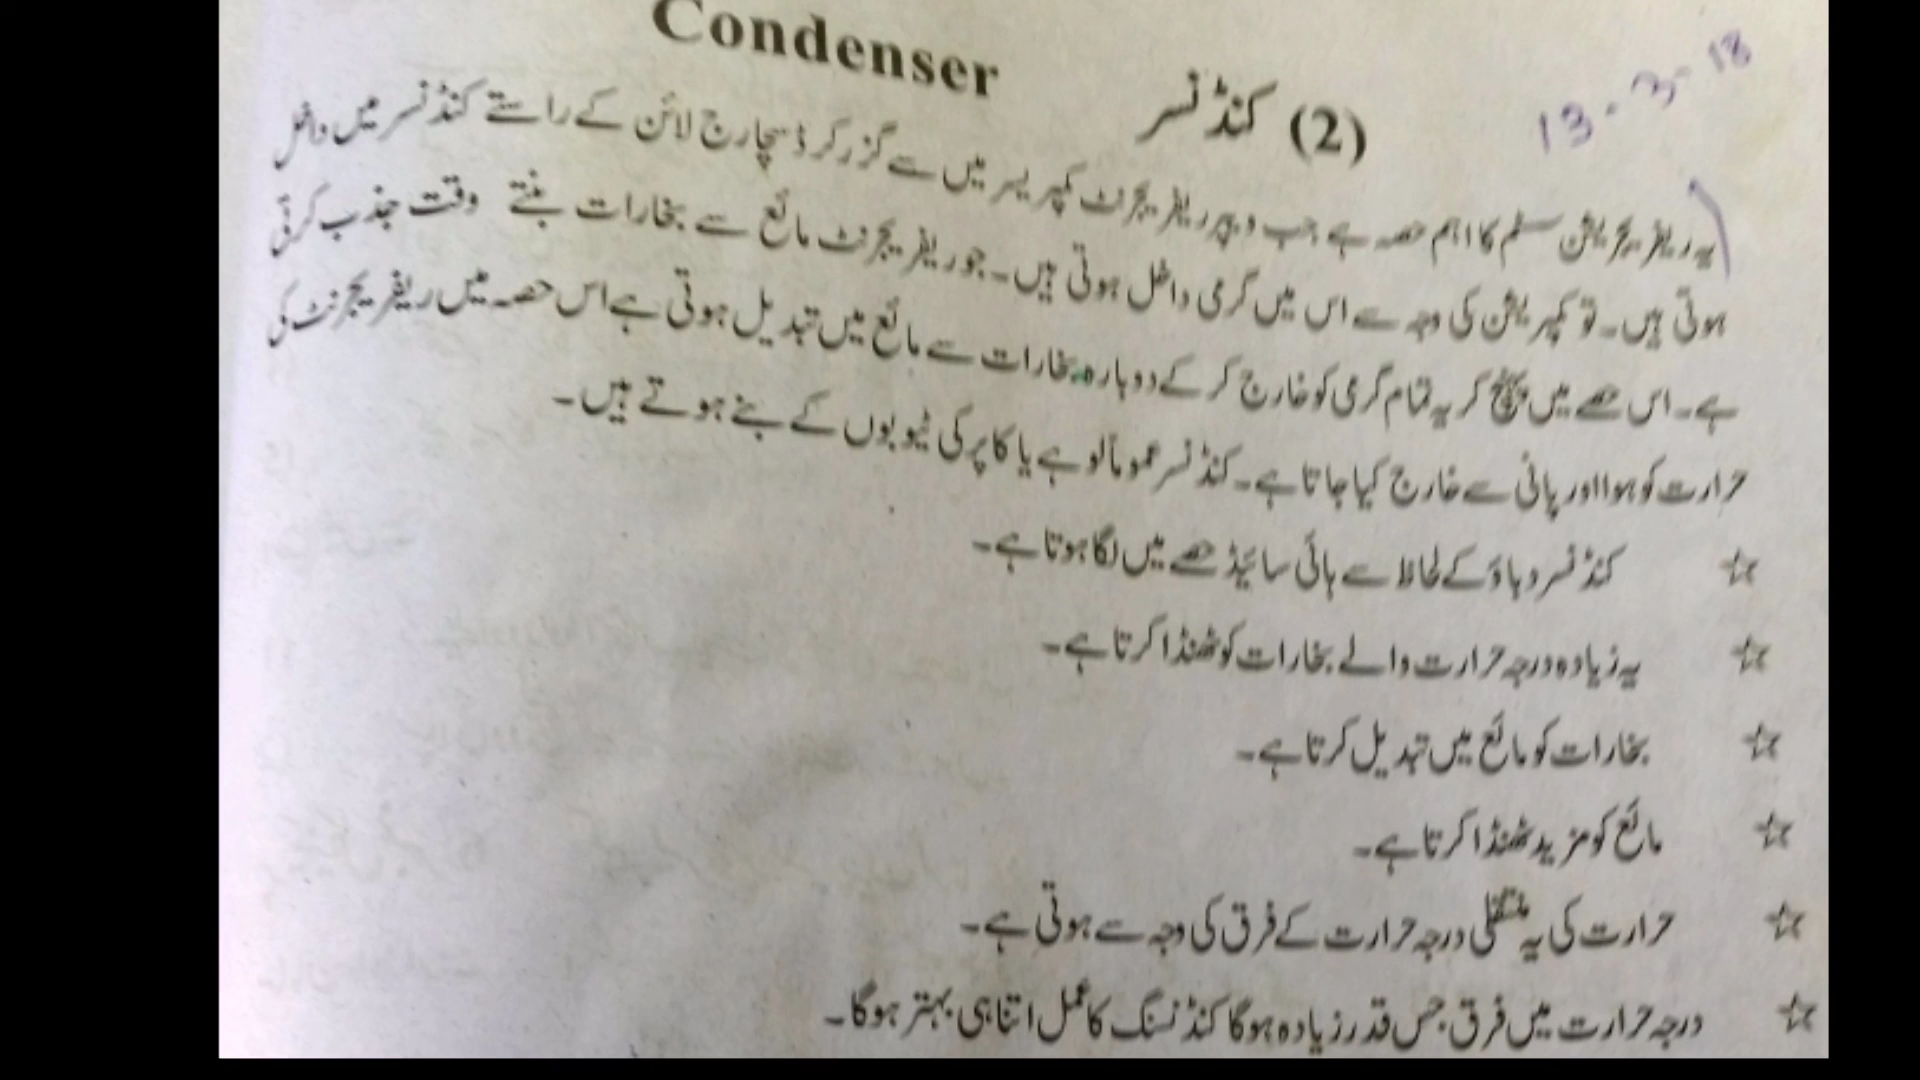 Condenser
(2) کنڈنسر
13-3-18
یہ ریفریجریشن سسٹم کا اہم حصہ ہے جب ویپر ریفریجرنٹ کمپریسر میں سے گزر کر ڈسچارج لائن کے راستے کنڈنسر میں داخل
ہوتی ہیں۔ تو کمپریشن کی وجہ سے اس میں گرمی داخل ہوتی ہیں۔ جو ریفریجرنٹ مائع سے بخارات بنتے وقت جذب کرتی
ہے۔ اس حصے میں پہنچ کر یہ تمام گرمی کو خارج کر کے دوبارہ بخارات سے مائع میں تبدیل ہوتی ہے اس حصہ میں ریفریجرنٹ کی
حرارت کو ہوا اور پانی سے خارج کیا جاتا ہے۔ کنڈنسر عموماً لوہے یا کاپر کی ٹیوبوں کے بنے ہوتے ہیں۔
☆ کنڈنسر دباؤ کے لحاظ سے ہائی سائیڈ حصے میں لگا ہوتا ہے۔
☆ یہ زیادہ درجہ حرارت والے بخارات کو ٹھنڈا کرتا ہے۔
☆ بخارات کو مائع میں تبدیل کرتا ہے۔
☆ مائع کو مزید ٹھنڈا کرتا ہے۔
☆ حرارت کی یہ منتقلی درجہ حرارت کے فرق کی وجہ سے ہوتی ہے۔
☆ درجہ حرارت میں فرق جس قدر زیادہ ہوگا کنڈنسنگ کا عمل اتنا ہی بہتر ہوگا۔